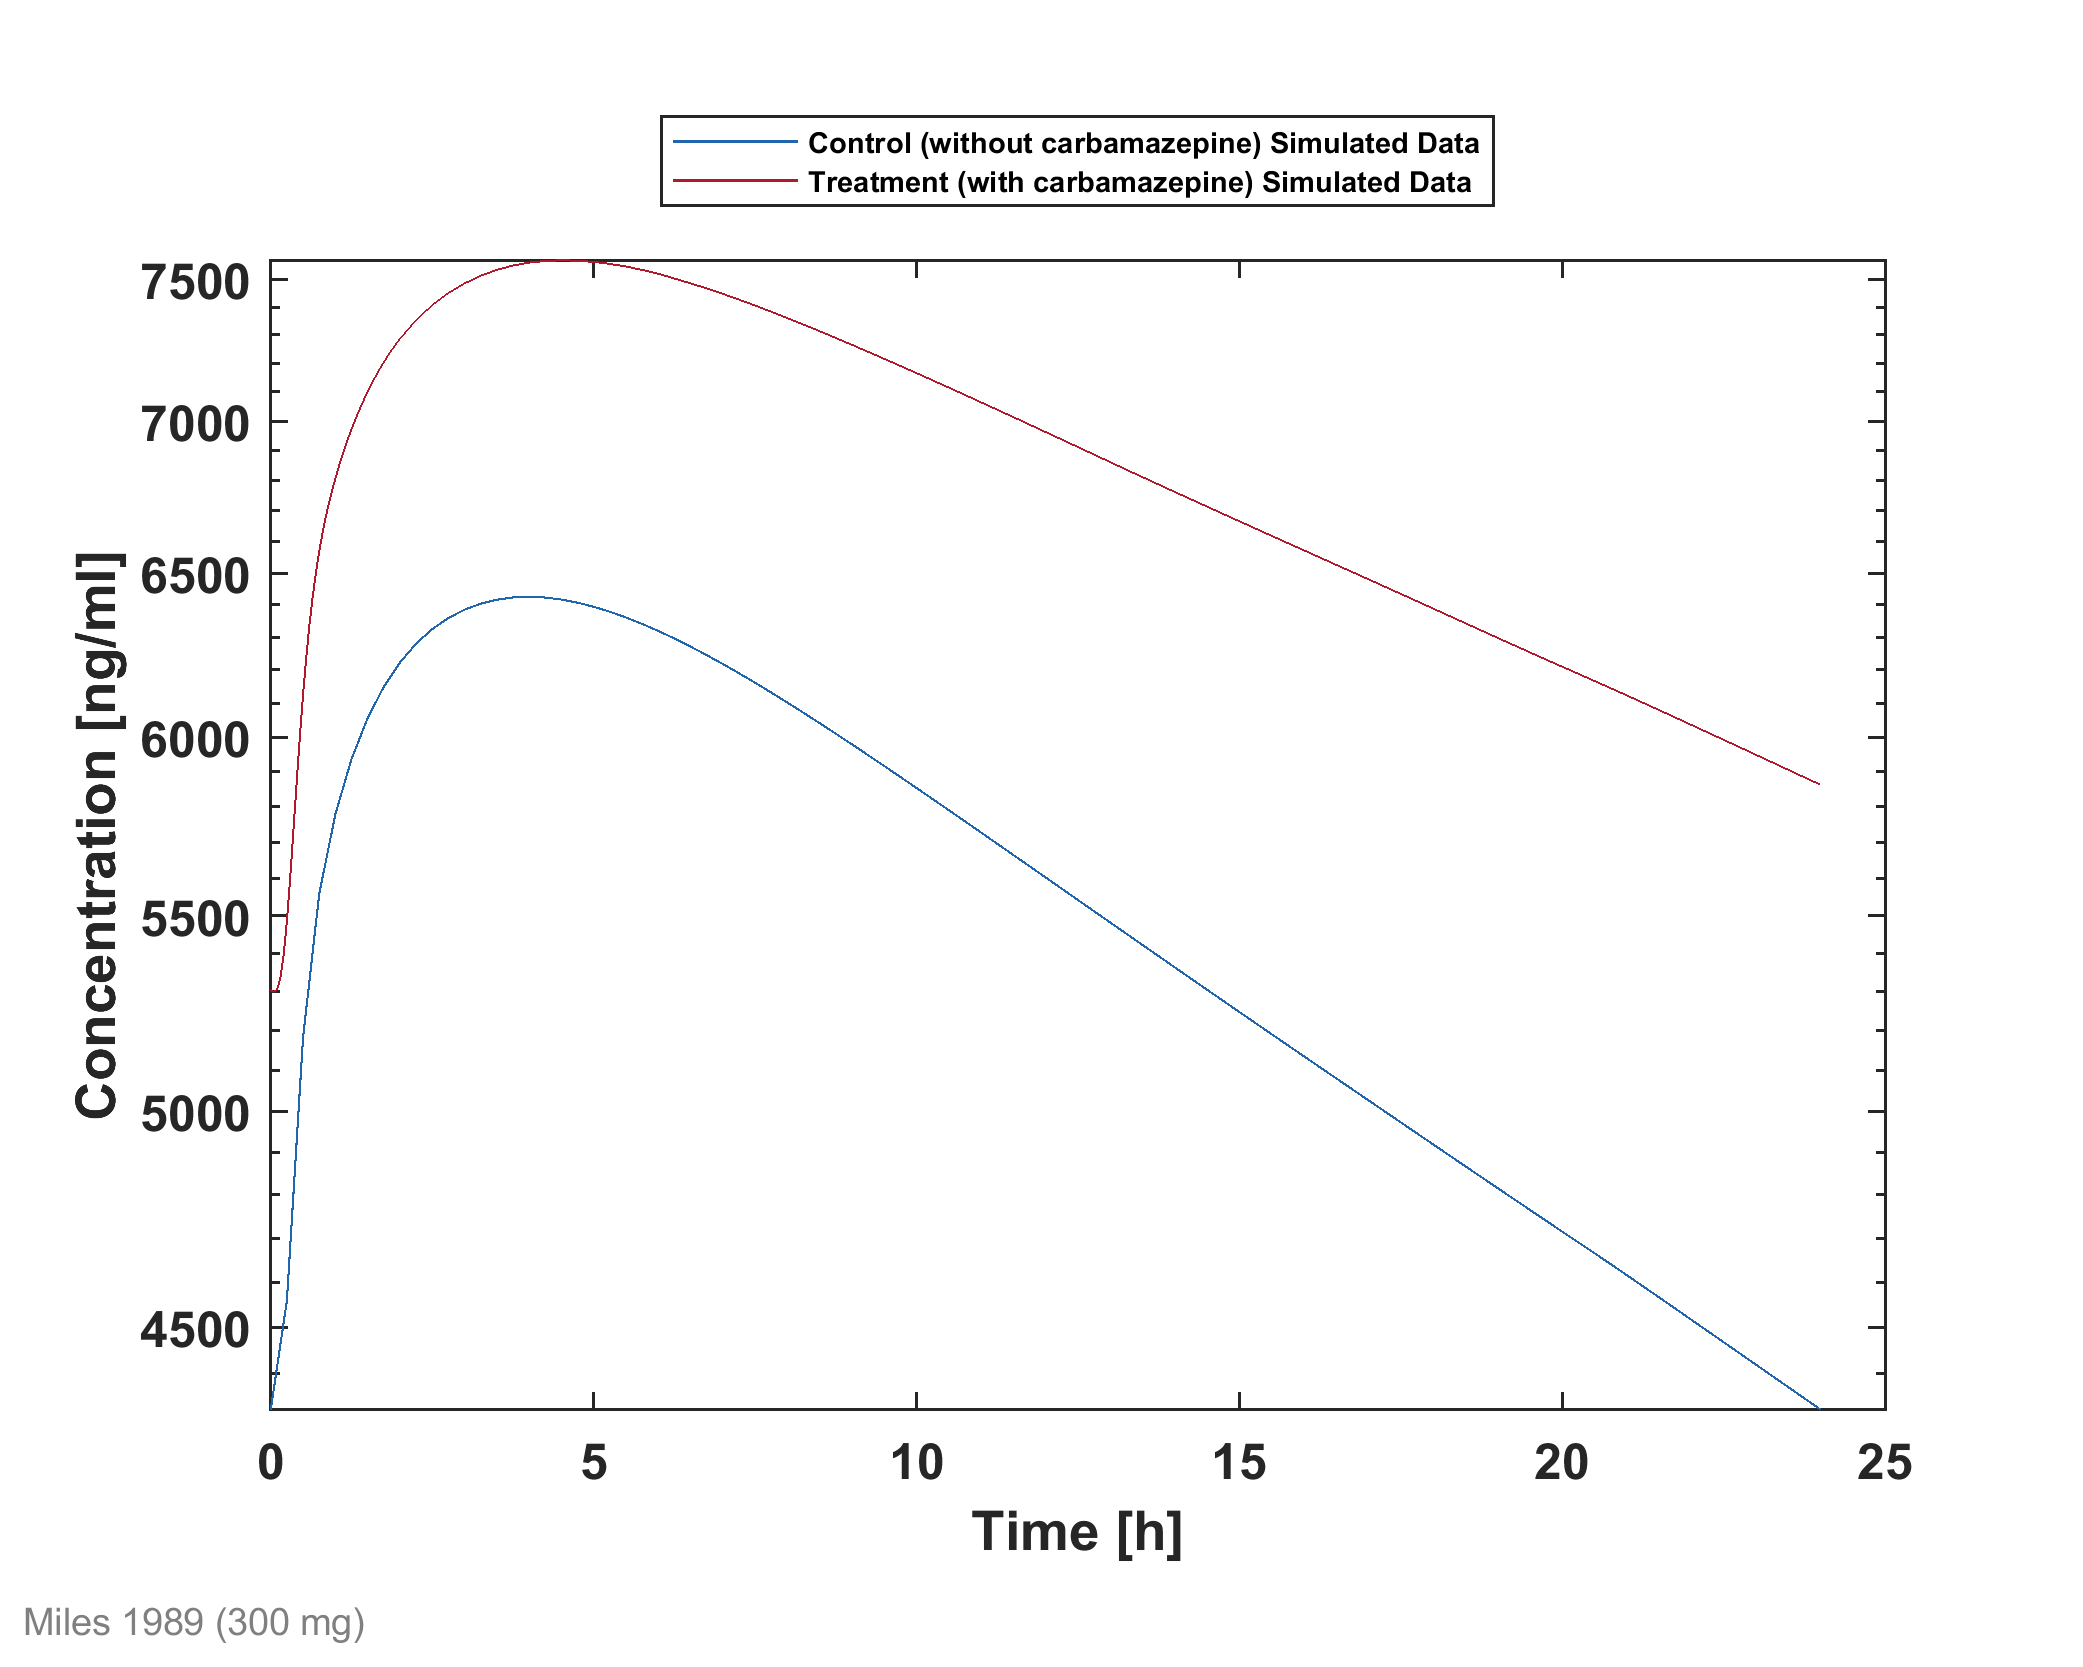 Control (without carbamazepine) Simulated Data
Treatment (with carbamazepine) Simulated Data
7500
7000
6500
6000
5500
5000
4500
Concentration [ng/ml]
0 5 10 15 20 25
Time [h]
Miles 1989 (300 mg)